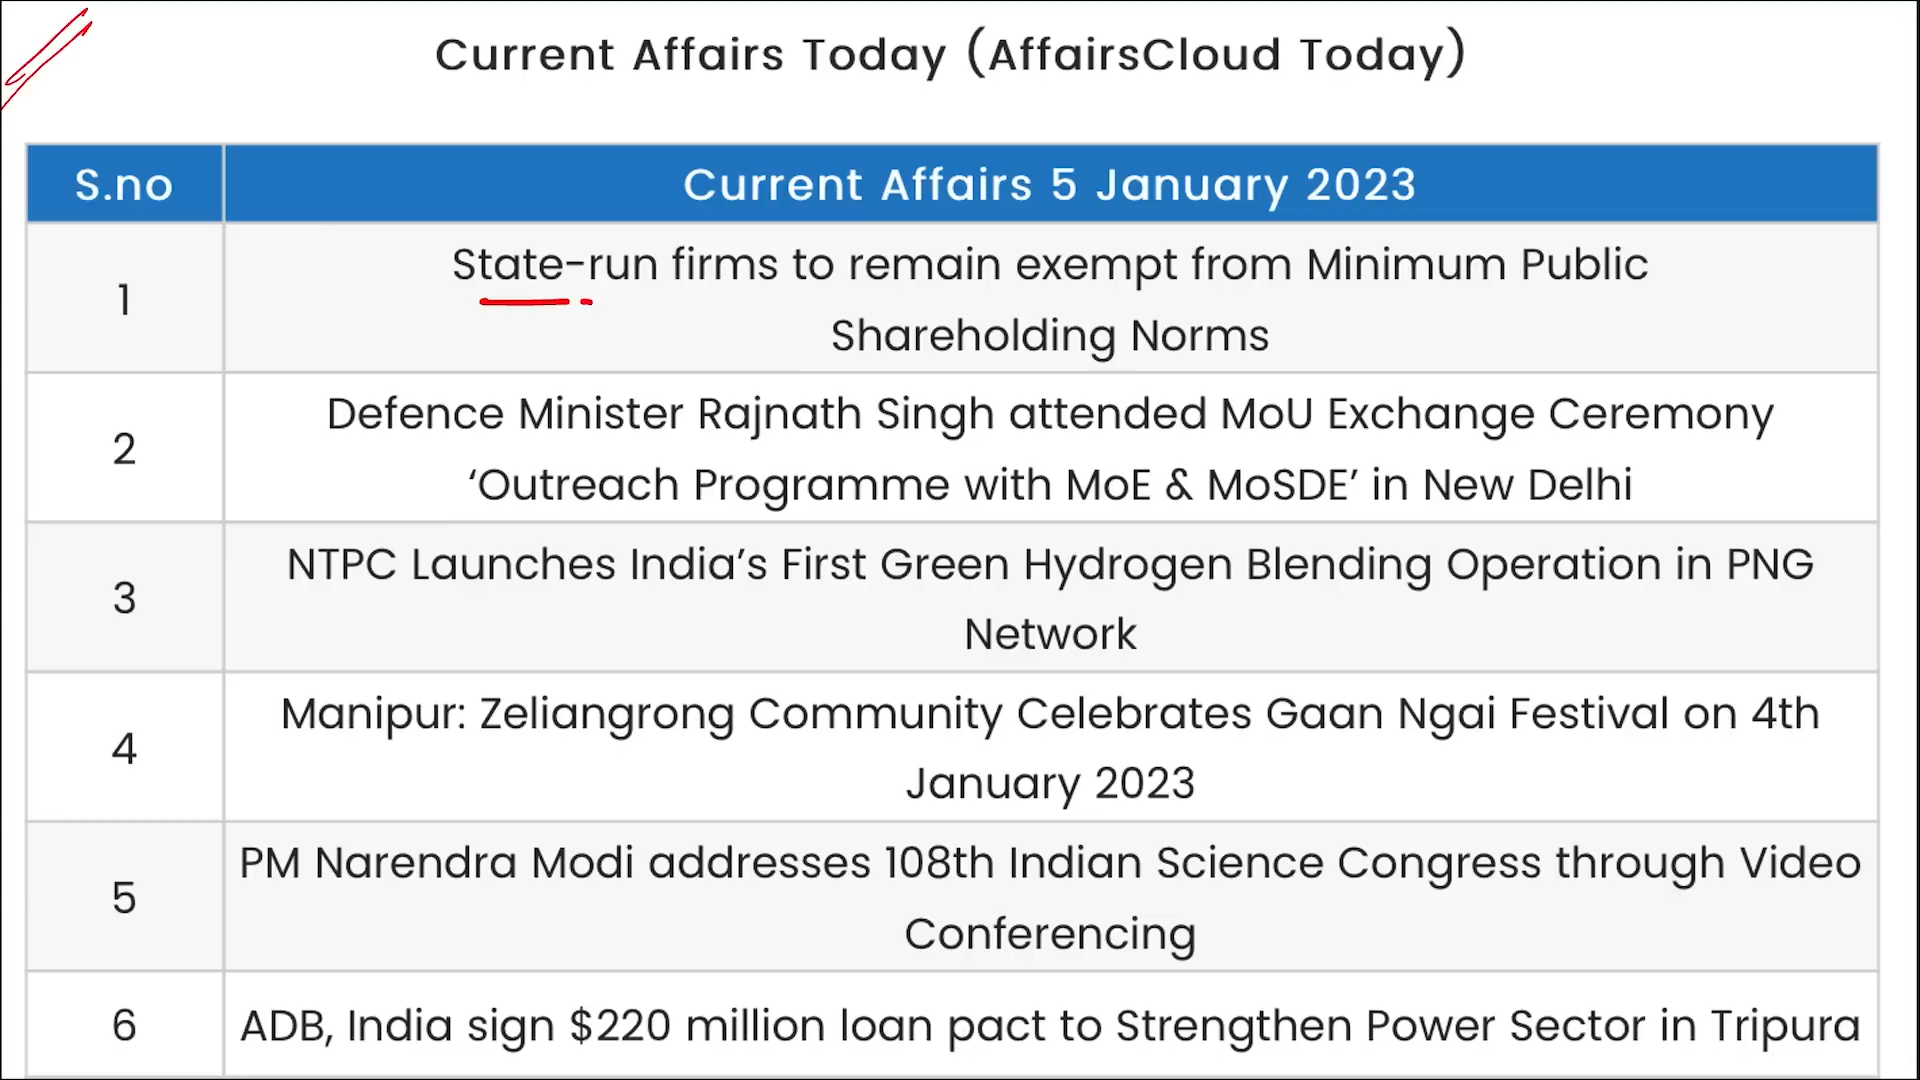 Current Affairs Today (AffairsCloud Today)
S.no Current Affairs 5 January 2023
1 State-run firms to remain exempt from Minimum Public
Shareholding Norms
2 Defence Minister Rajnath Singh attended MoU Exchange Ceremony
‘Outreach Programme with MoE & MoSDE’ in New Delhi
3 NTPC Launches India’s First Green Hydrogen Blending Operation in PNG
Network
4 Manipur: Zeliangrong Community Celebrates Gaan Ngai Festival on 4th
January 2023
5 PM Narendra Modi addresses 108th Indian Science Congress through Video
Conferencing
6 ADB, India sign $220 million loan pact to Strengthen Power Sector in Tripura